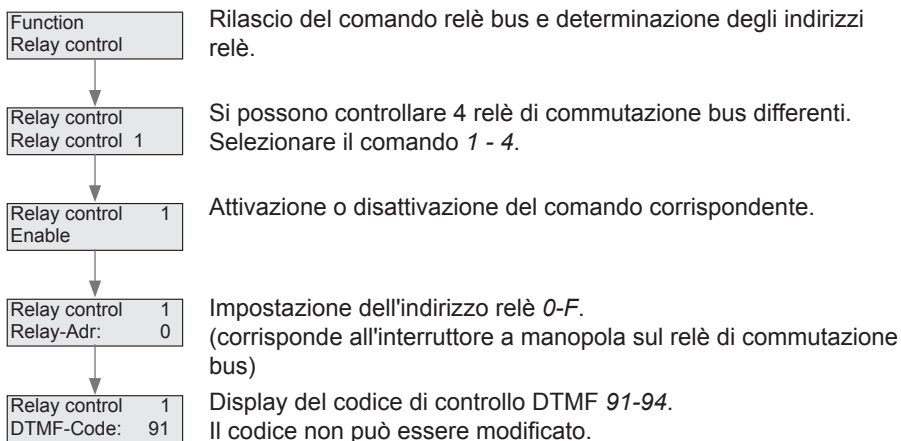 Function
Relay control
Rilascio del comando relè bus e determinazione degli indirizzi
relè.
Relay control
Relay control 1
Si possono controllare 4 relè di commutazione bus differenti.
Selezionare il comando 1 - 4.
Relay control 1
Enable
Attivazione o disattivazione del comando corrispondente.
Relay control 1
Relay-Adr: 0
Impostazione dell'indirizzo relè 0-F.
(corrisponde all'interruttore a manopola sul relè di commutazione
bus)
Relay control 1
DTMF-Code: 91
Display del codice di controllo DTMF 91-94.
Il codice non può essere modificato.